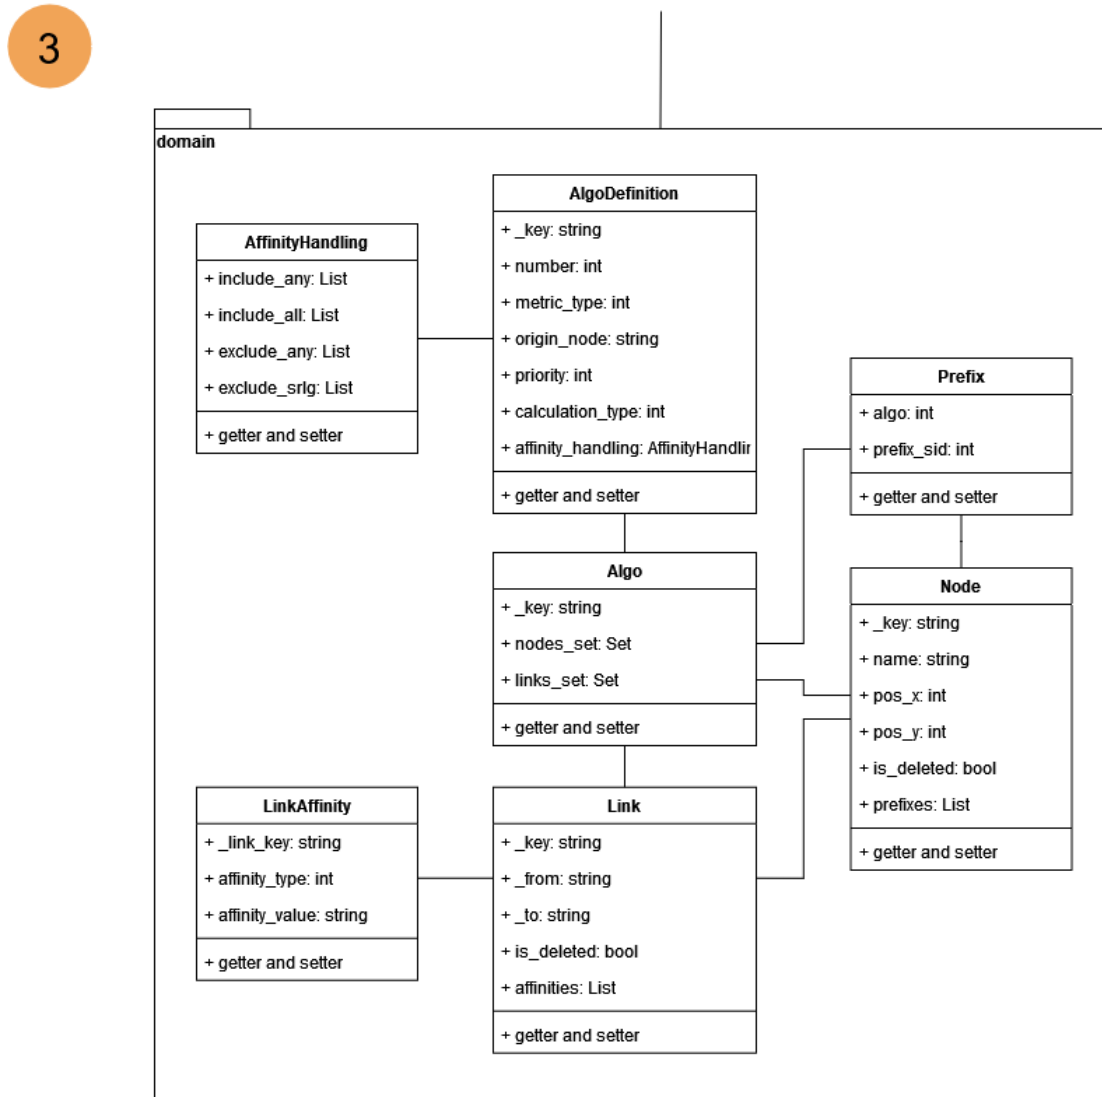 3
domain
AffinityHandling
+ include_any: List
+ include_all: List
+ exclude_any: List
+ exclude_srlg: List
+ getter and setter
AlgoDefinition
+ _key: string
+ number: int
+ metric_type: int
+ origin_node: string
+ priority: int
+ calculation_type: int
+ affinity_handling: AffinityHandlin
+ getter and setter
Prefix
+ algo: int
+ prefix_sid: int
+ getter and setter
Algo
+ _key: string
+ nodes_set: Set
+ links_set: Set
+ getter and setter
Node
+ _key: string
+ name: string
+ pos_x: int
+ pos_y: int
+ is_deleted: bool
+ prefixes: List
+ getter and setter
LinkAffinity
+ _link_key: string
+ affinity_type: int
+ affinity_value: string
+ getter and setter
Link
+ _key: string
+ _from: string
+ _to: string
+ is_deleted: bool
+ affinities: List
+ getter and setter